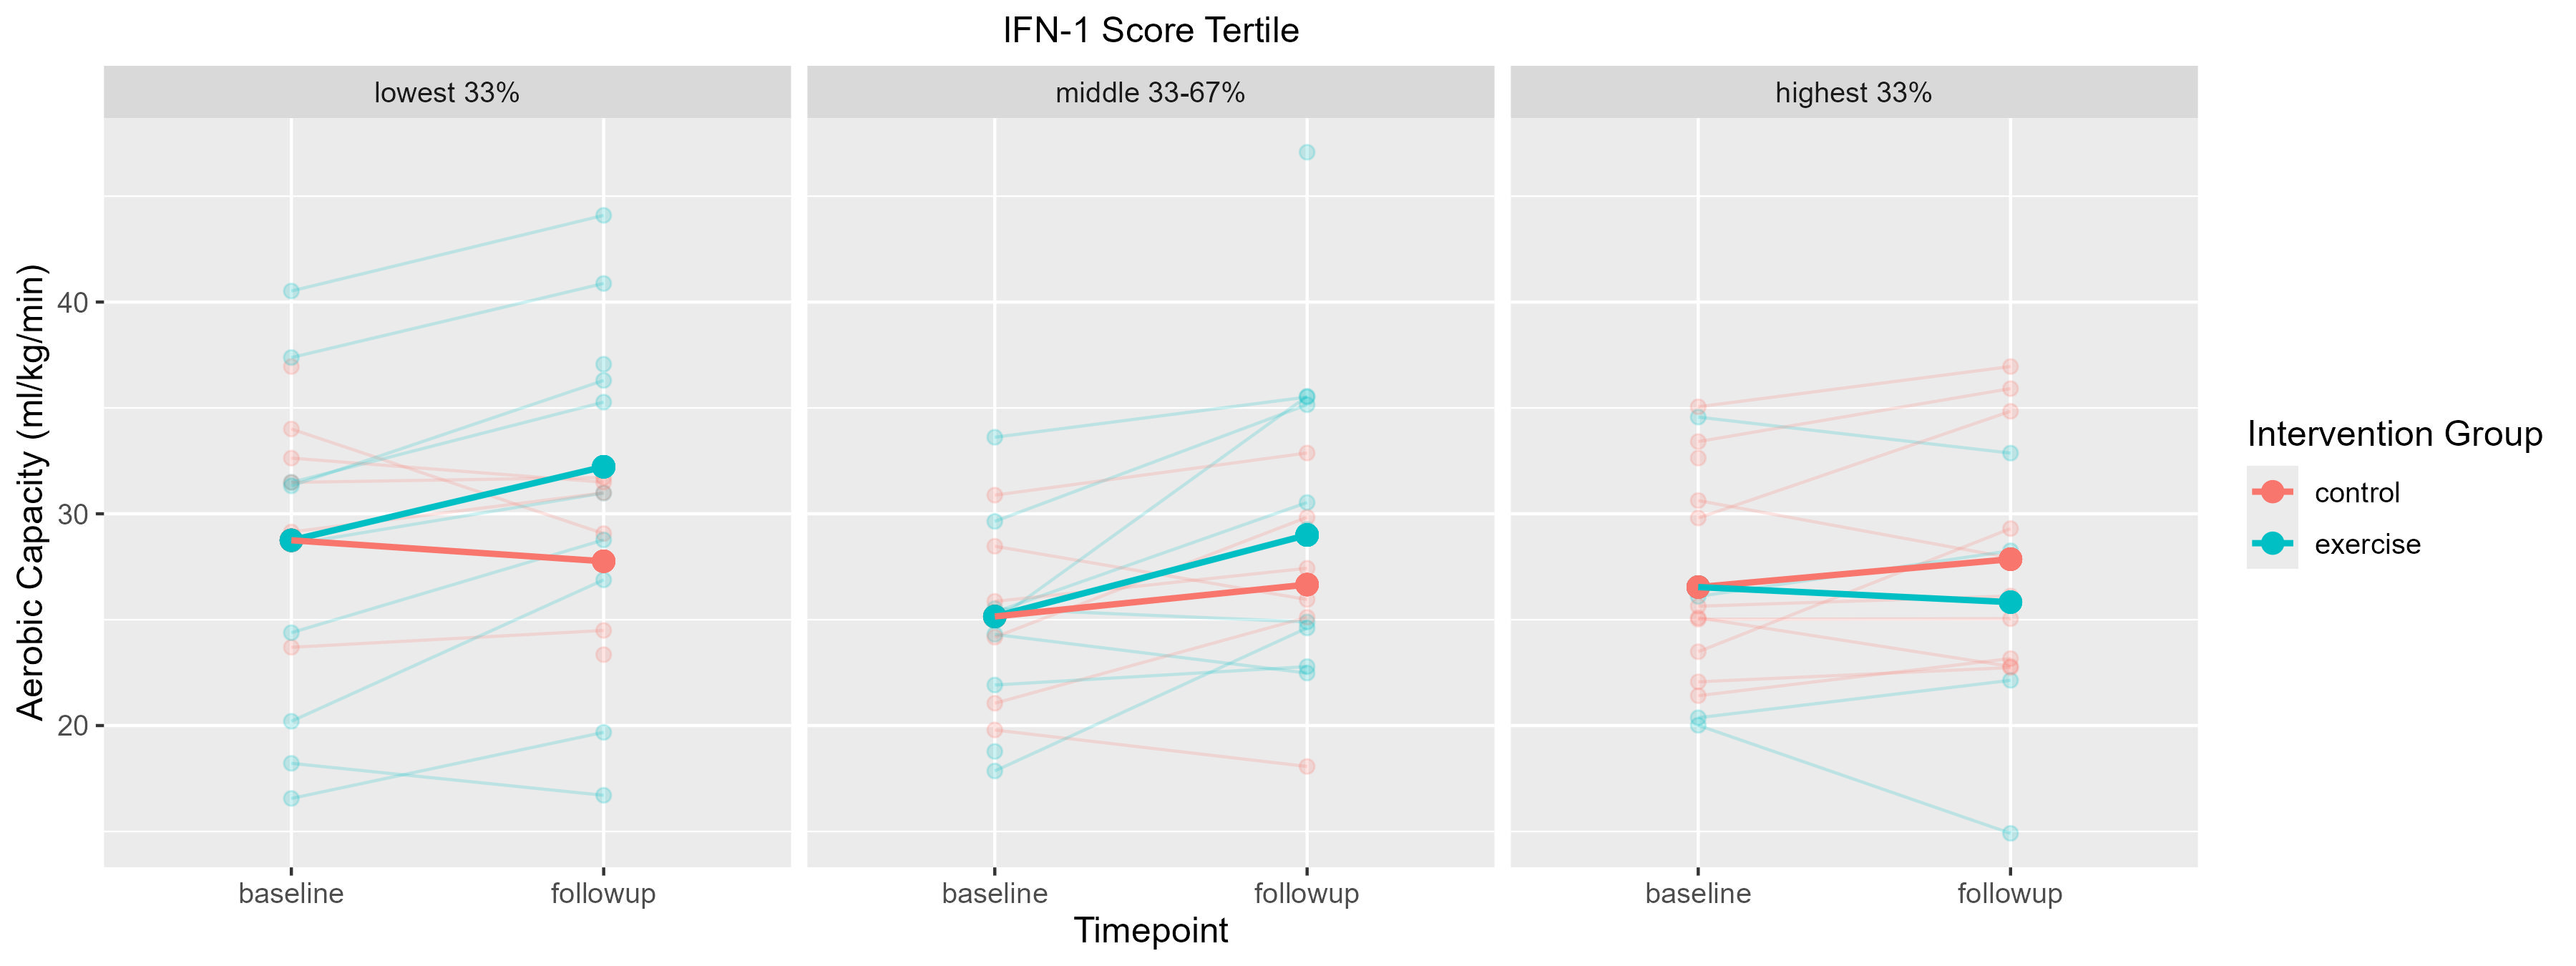 IFN-1 Score Tertile
lowest 33%
middle 33-67%
highest 33%
Aerobic Capacity (ml/kg/min)
40
30
20
baseline
followup
baseline
followup
baseline
followup
Timepoint
Intervention Group
control
exercise